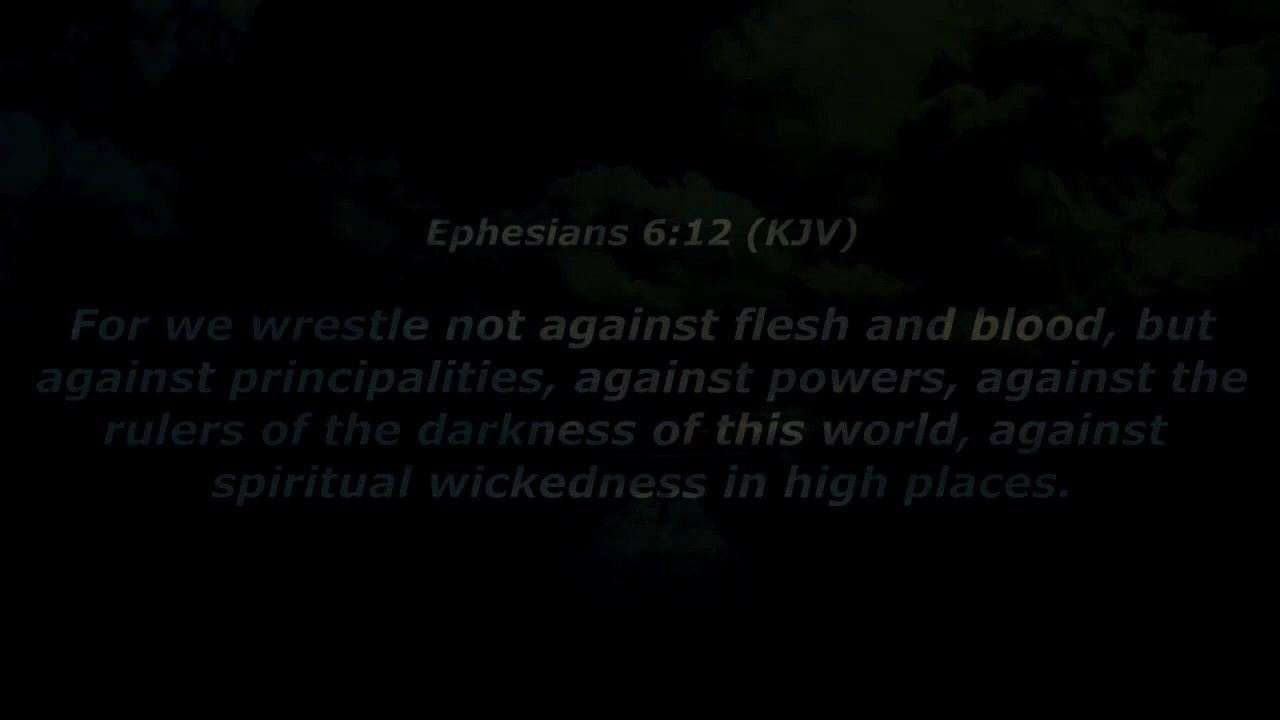 Ephesians 6:12 (KJV)
For we wrestle not against flesh and blood, but
against principalities, against powers, against the
rulers of the darkness of this world, against
spiritual wickedness in high places.